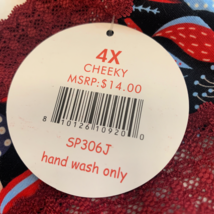 4X
CHEEKY
MSRP:$14.00
8 10126 10920 0
SP306J
hand wash only